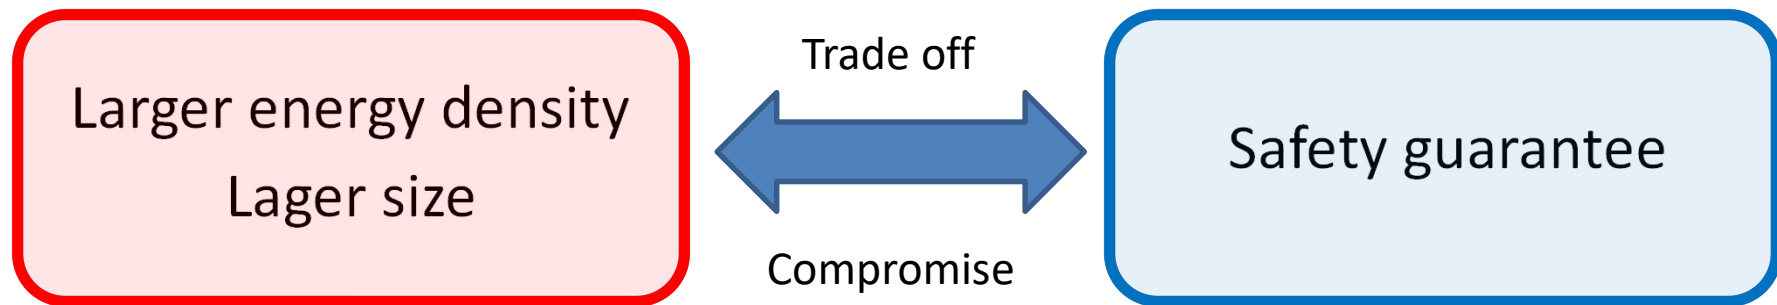 Larger energy density
Lager size
Trade off
Compromise
Safety guarantee